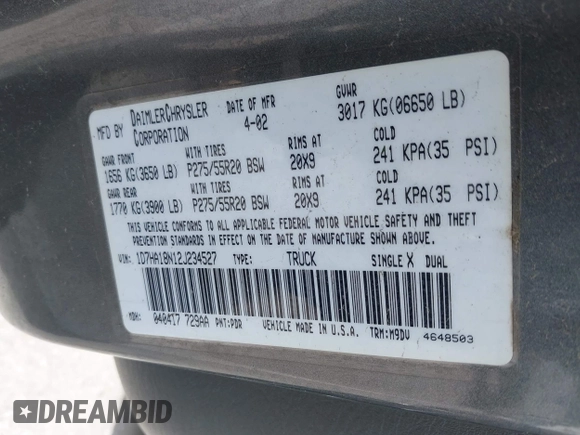 MFD BY DAIMLERCHRYSLER CORPORATION DATE OF MFR 4-02 GVWR 3017 KG(06650 LB)
GAWR FRONT WITH TIRES RIMS AT COLD
1656 KG(3650 LB) P275/55R20 BSW 20X9 241 KPA(35 PSI)
GAWR REAR WITH TIRES RIMS AT COLD
1770 KG(3900 LB) P275/55R20 BSW 20X9 241 KPA(35 PSI)
THIS VEHICLE CONFORMS TO ALL APPLICABLE FEDERAL MOTOR VEHICLE SAFETY AND THEFT
PREVENTION STANDARDS IN EFFECT ON THE DATE OF MANUFACTURE SHOWN ABOVE.
VIN: 1D7HA18N12J234527 TYPE: TRUCK SINGLE X DUAL
MDH: 040417 729AA PNT:PDR VEHICLE MADE IN U.S.A. TRM:M9DV 4648503
DREAMBID